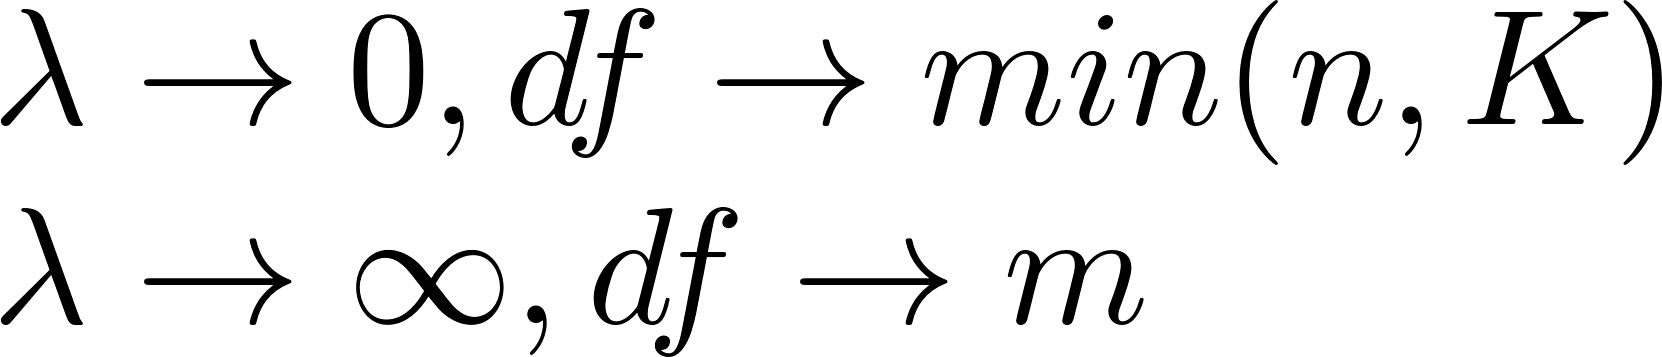 λ → 0, df → min(n, K)
λ → ∞, df → m